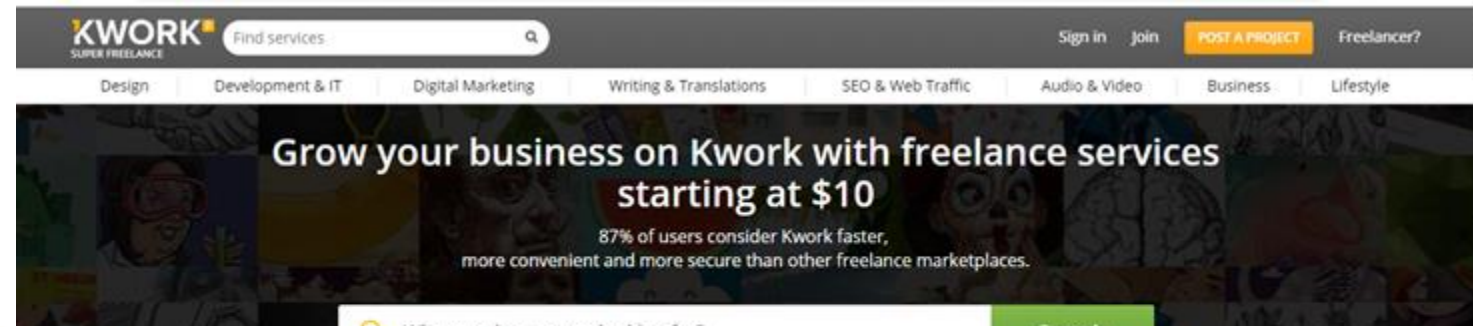 KWORK
SUPER FREELANCE
Find services
Sign in Join POST A PROJECT Freelancer?
Design Development & IT Digital Marketing Writing & Translations SEO & Web Traffic Audio & Video Business Lifestyle
Grow your business on Kwork with freelance services
starting at $10
87% of users consider Kwork faster,
more convenient and more secure than other freelance marketplaces.